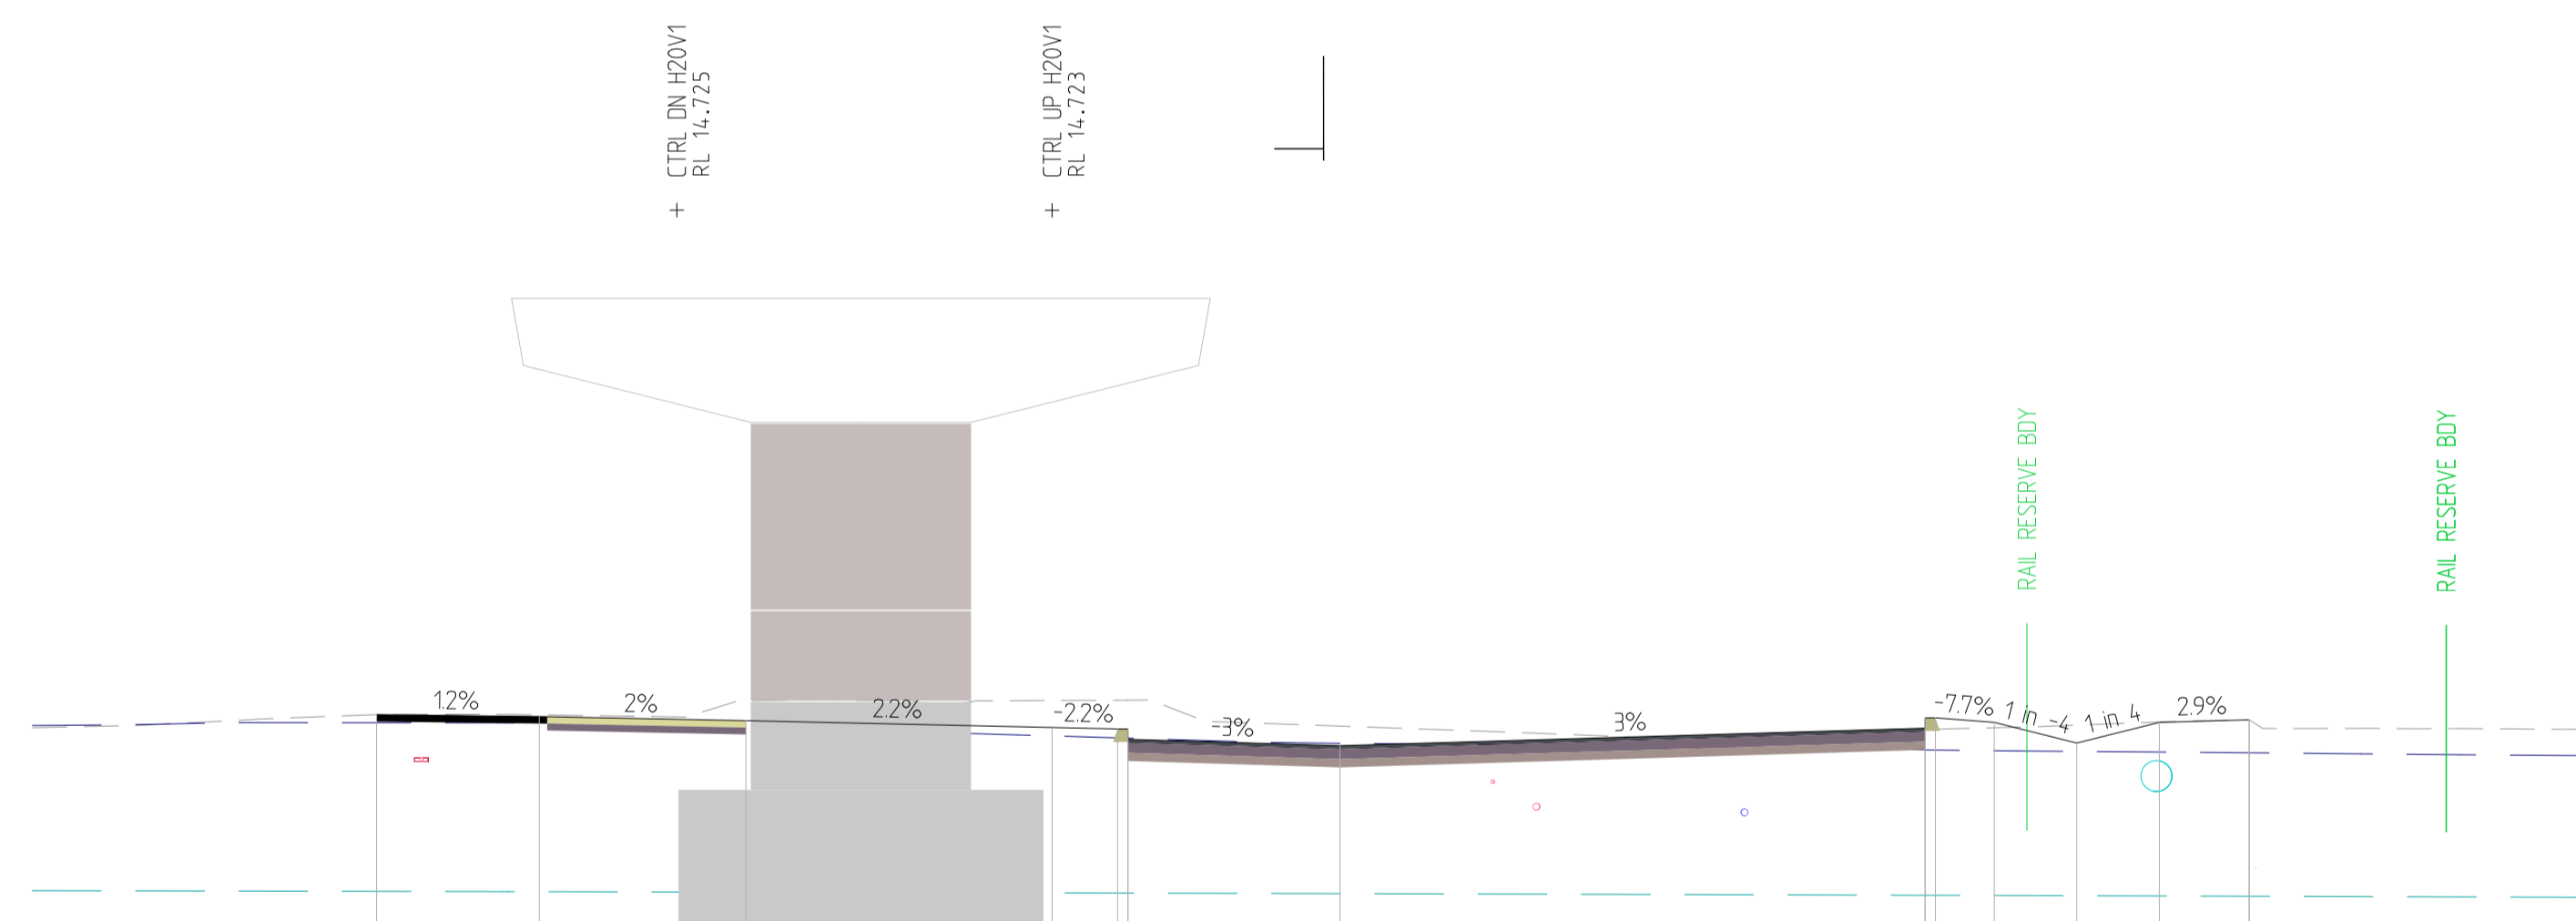 CTRL DN H20V1
RL 14.725
CTRL UP H20V1
RL 14.723
RAIL RESERVE BDY
RAIL RESERVE BDY
1.2%
2%
2.2%
-2.2%
-3%
3%
-7.7%
1 in -4
1 in 4
2.9%